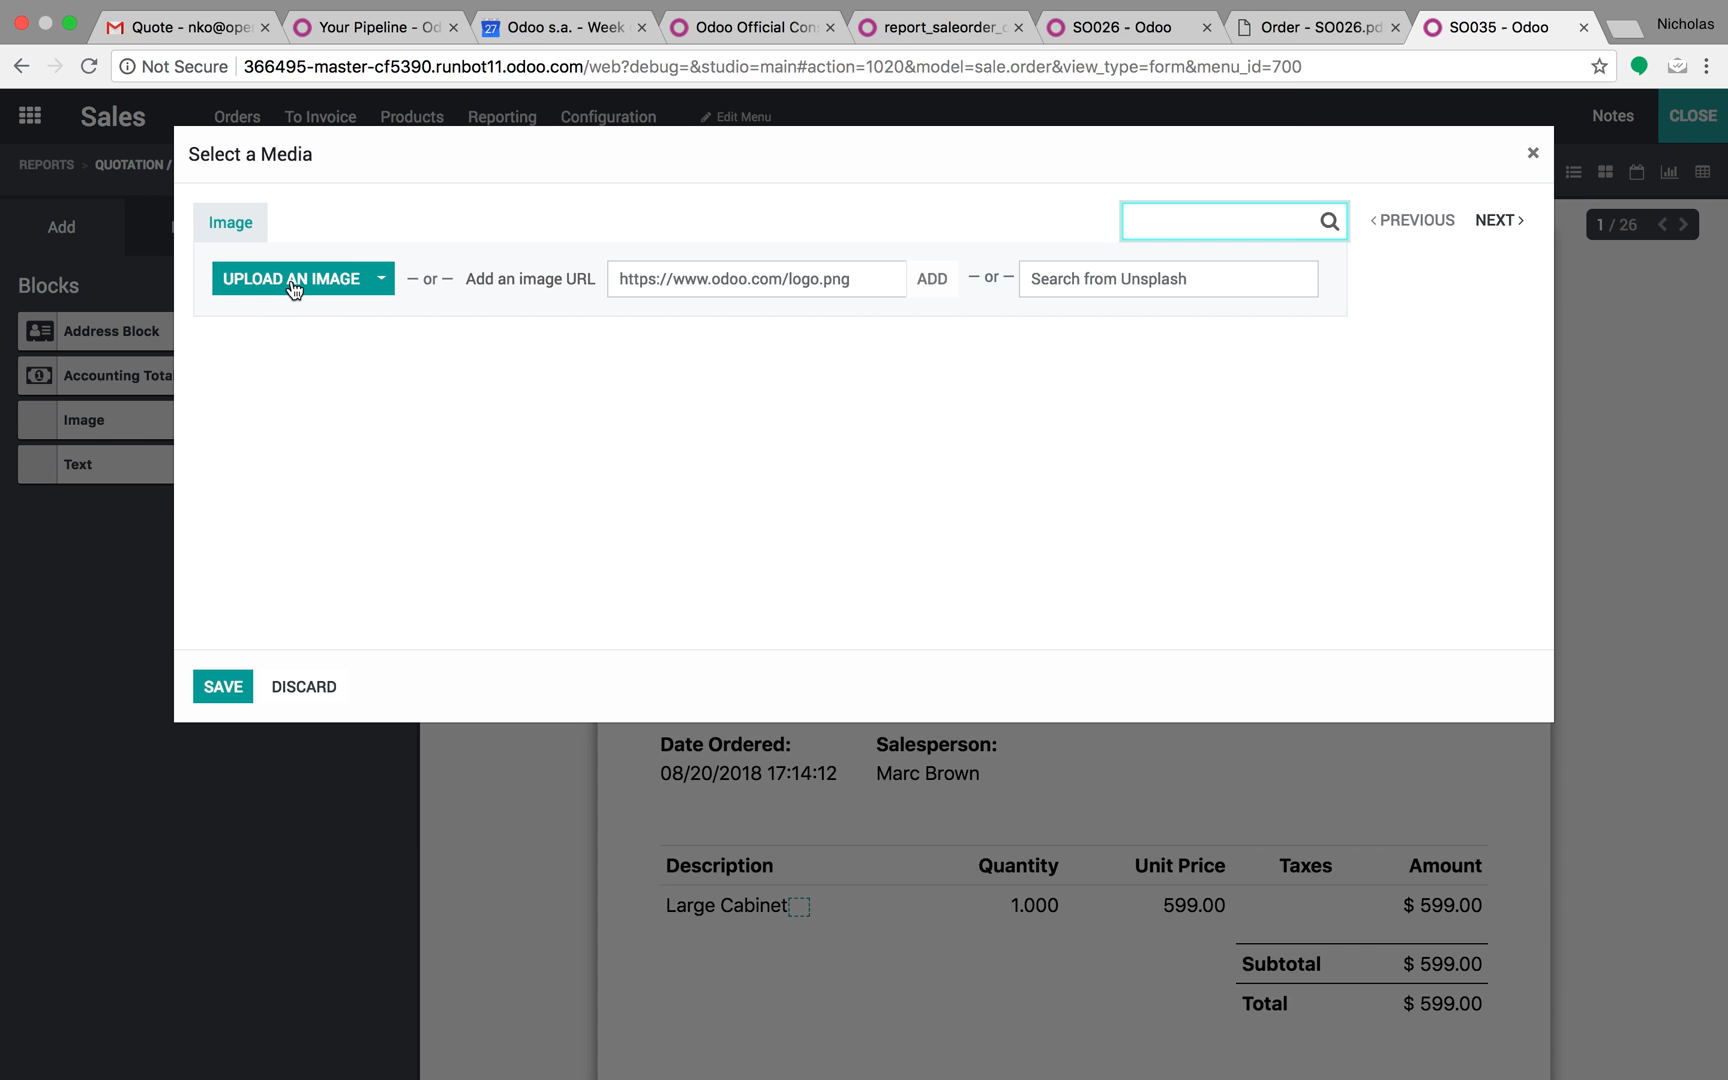 Quote - nko@ope
Your Pipeline - Od
27
Odoo s.a. - Week
Odoo Official Con
report_saleorder_
SO026 - Odoo
Order - SO026.pd
SO035 - Odoo
Nicholas
Not Secure
366495-master-cf5390.runbot11.odoo.com/web?debug=&studio=main#action=1020&model=sale.order&view_type=form&menu_id=700
Sales
Orders
To Invoice
Products
Reporting
Configuration
Edit Menu
Notes
CLOSE
REPORTS
QUOTATION /
Select a Media
Add
Image
PREVIOUS
NEXT
1 / 26
UPLOAD AN IMAGE
– or –
Add an image URL
https://www.odoo.com/logo.png
ADD
– or –
Search from Unsplash
Blocks
Address Block
Accounting Tota
Image
Text
SAVE
DISCARD
Date Ordered:
Salesperson:
08/20/2018 17:14:12
Marc Brown
Description
Quantity
Unit Price
Taxes
Amount
Large Cabinet
1.000
599.00
$ 599.00
Subtotal
$ 599.00
Total
$ 599.00